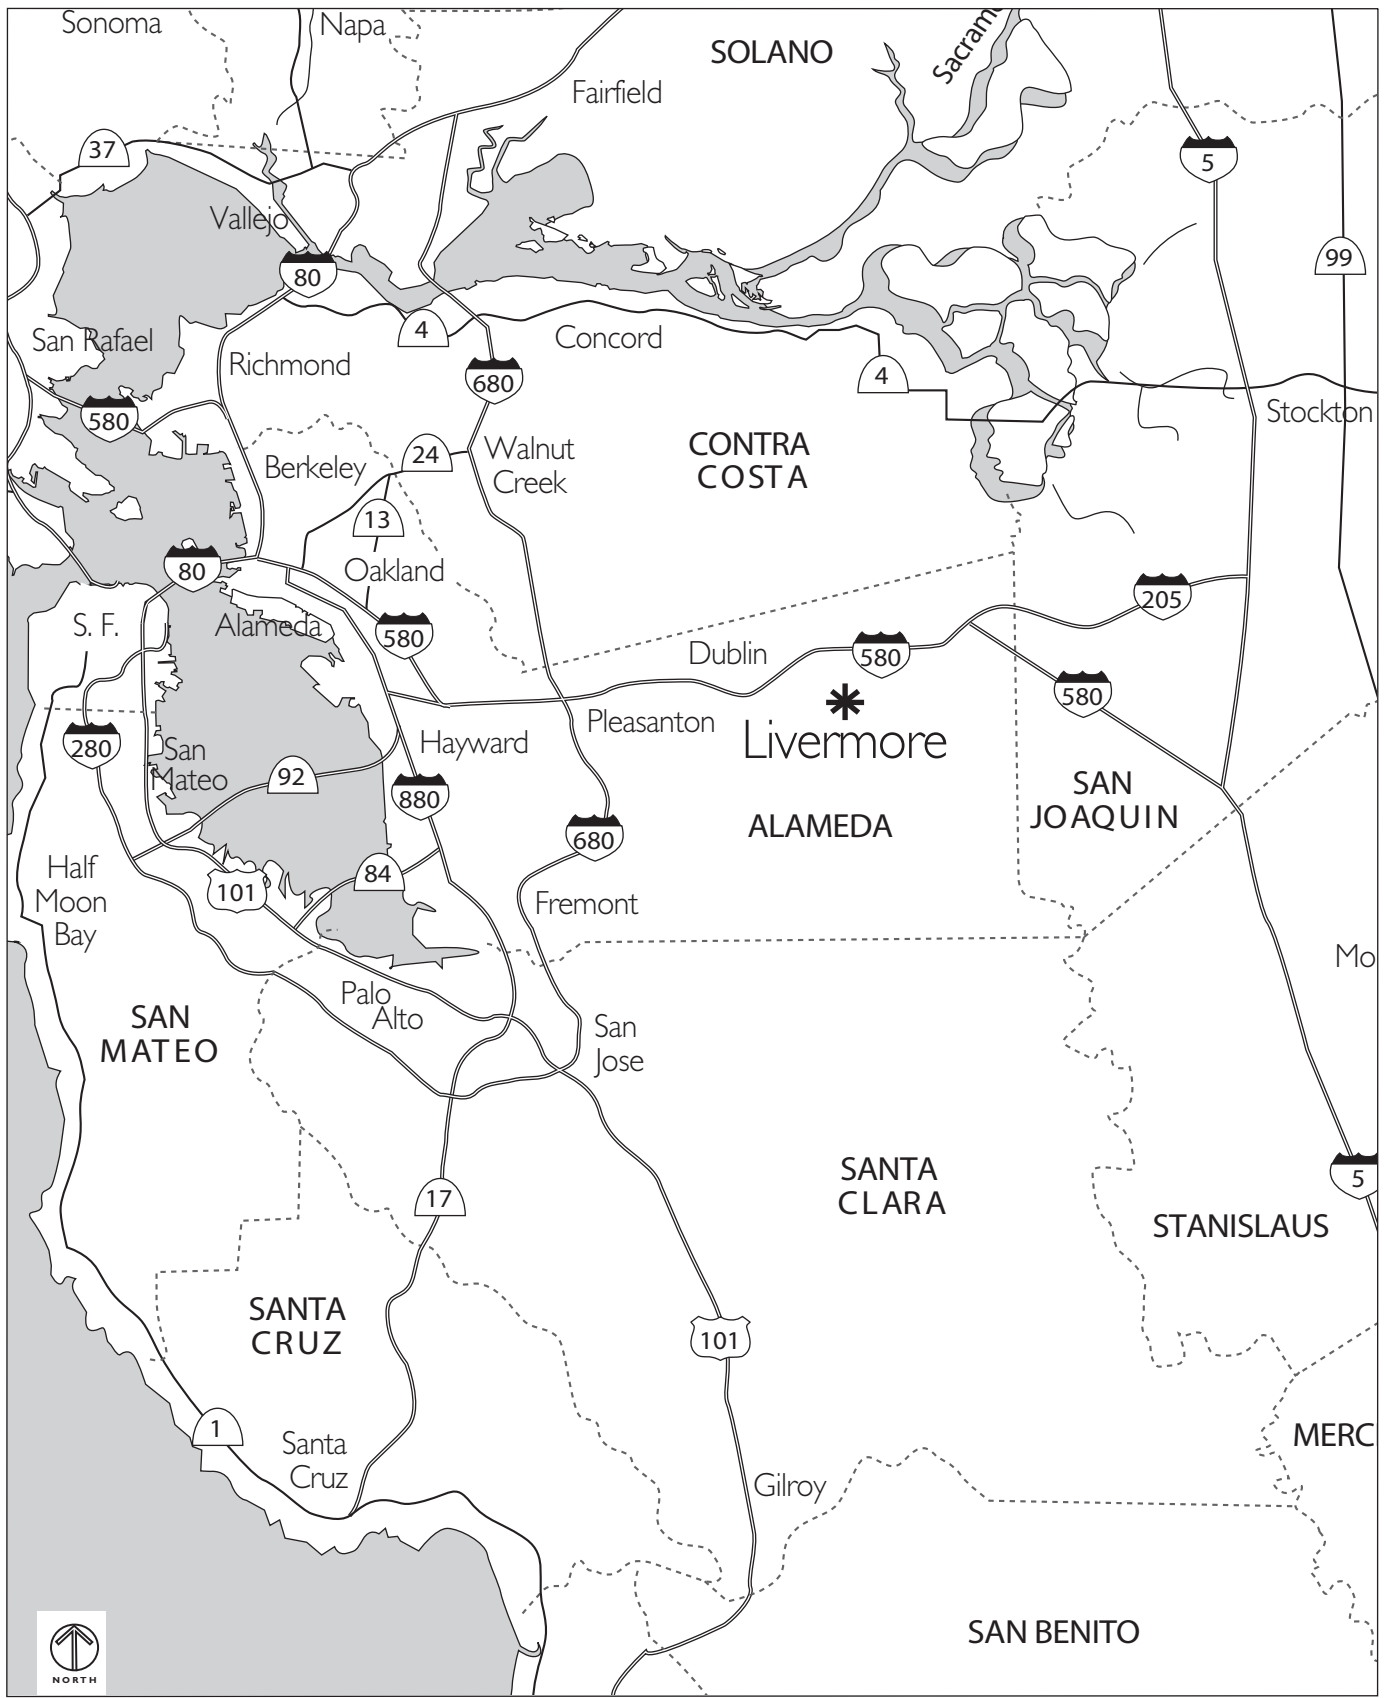 Sonoma
Napa
SOLANO
Sacrame
Fairfield
37
5
Vallejo
80
99
San Rafael
4
Concord
Richmond
680
4
580
Stockton
Walnut
Creek
24
Berkeley
CONTRA
COSTA
13
80
Oakland
205
S. F.
Alameda
580
Dublin
580
580
Livermore
Pleasanton
280
San
Mateo
Hayward
92
880
SAN
JOAQUIN
ALAMEDA
680
Half
Moon
Bay
84
101
Fremont
Mo
Palo
Alto
SAN
MATEO
San
Jose
SANTA
CLARA
5
17
STANISLAUS
SANTA
CRUZ
101
1
Santa
Cruz
MERC
Gilroy
SAN BENITO
NORTH